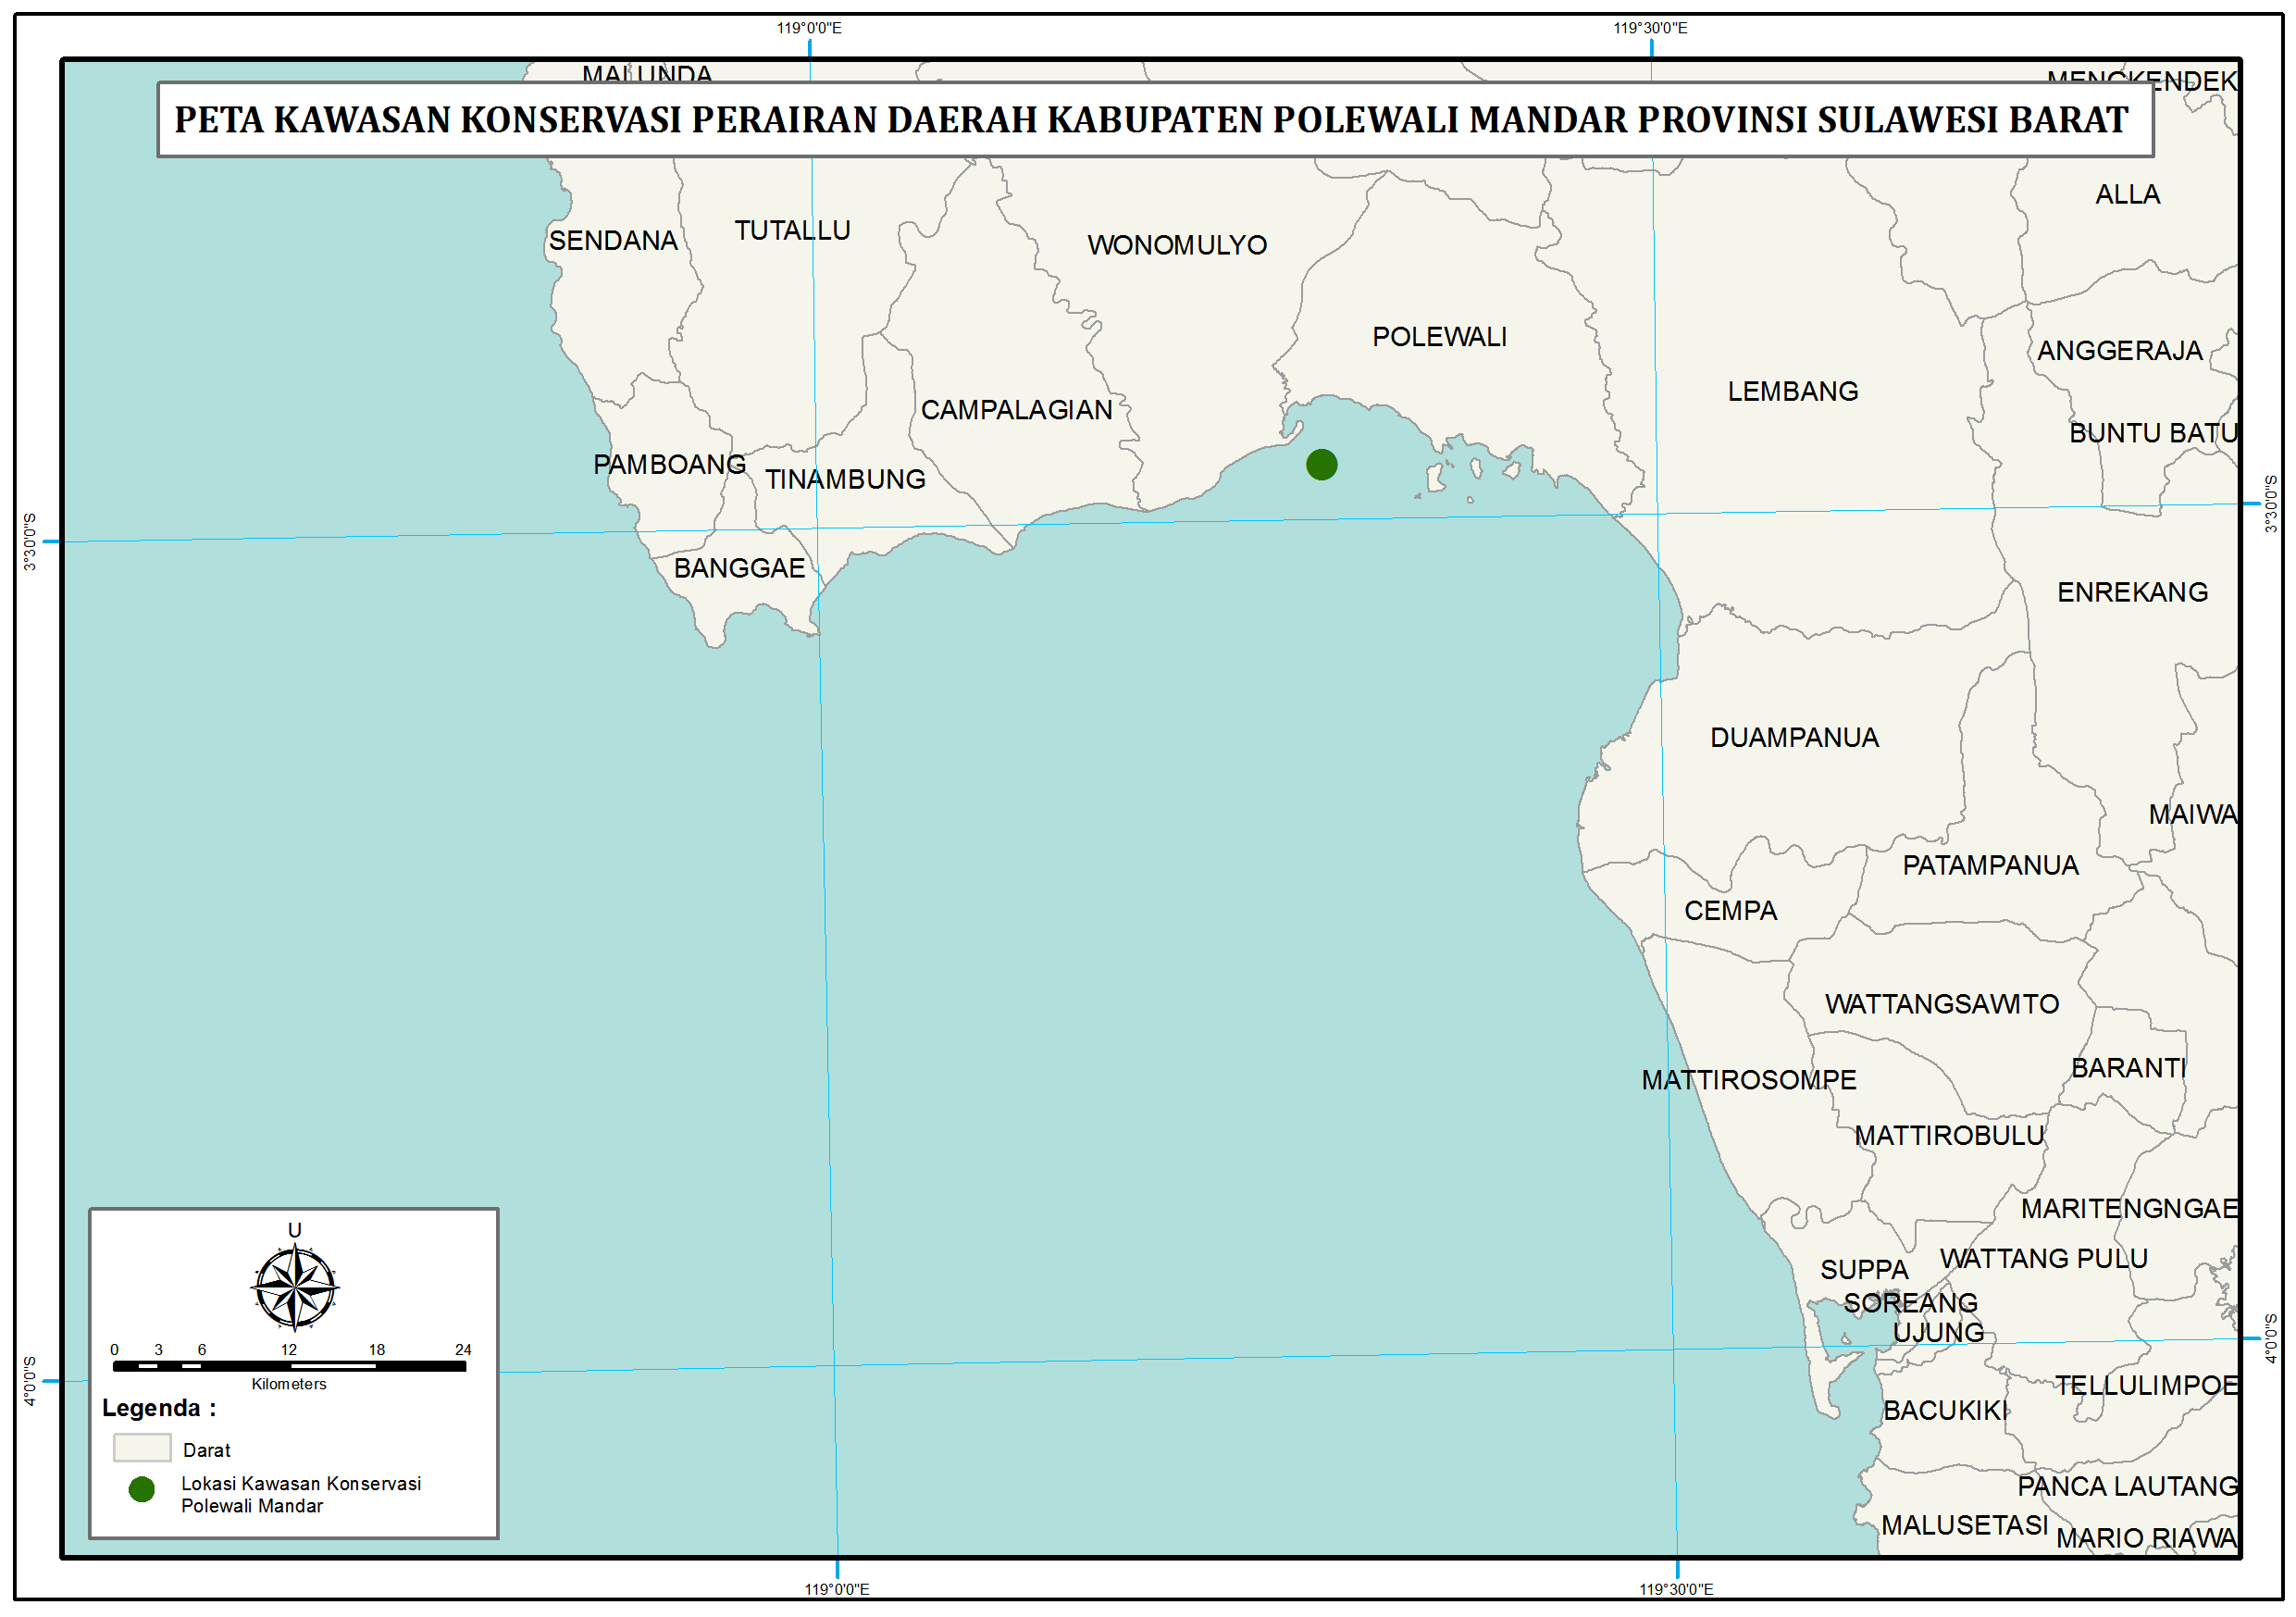 119°0'0"E
119°30'0"E
MALUNDA
MENGKENDEK
PETA KAWASAN KONSERVASI PERAIRAN DAERAH KABUPATEN POLEWALI MANDAR PROVINSI SULAWESI BARAT
ALLA
TUTALLU
SENDANA
WONOMULYO
POLEWALI
ANGGERAJA
LEMBANG
CAMPALAGIAN
BUNTU BATU
PAMBOANG
TINAMBUNG
3°30'0"S
3°30'0"S
BANGGAE
ENREKANG
DUAMPANUA
MAIWA
PATAMPANUA
CEMPA
WATTANGSAWITO
BARANTI
MATTIROSOMPE
MATTIROBULU
MARITENGNGAE
WATTANG PULU
SUPPA
SOREANG
UJUNG
4°0'0"S
4°0'0"S
TELLULIMPOE
BACUKIKI
PANCA LAUTANG
MALUSETASI
MARIO RIAWA
U
0 3 6 12 18 24
Kilometers
Legenda :
Darat
Lokasi Kawasan Konservasi
Polewali Mandar
119°0'0"E
119°30'0"E